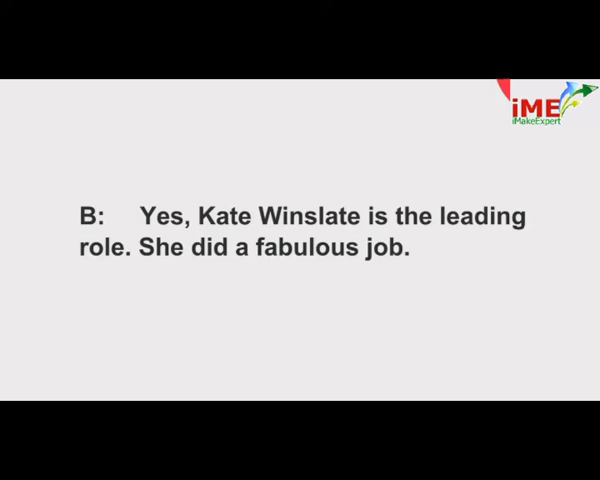 iME
iMakeExpert
B: Yes, Kate Winslate is the leading
role. She did a fabulous job.